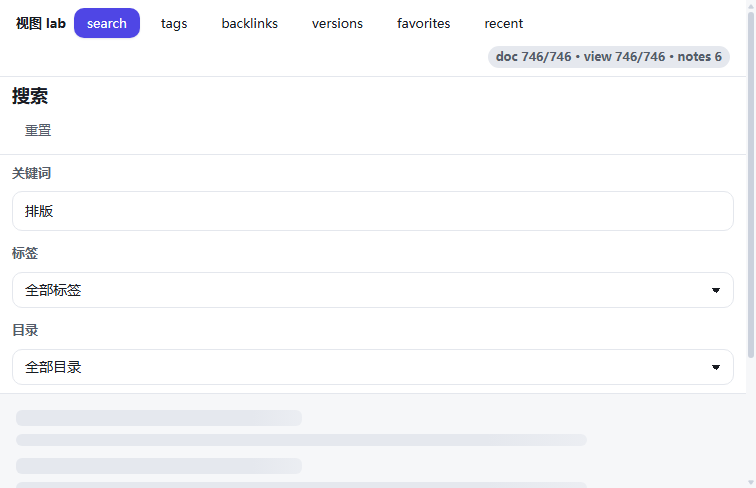 视图 lab search tags backlinks versions favorites recent
doc 746/746 • view 746/746 • notes 6
搜索
重置
关键词
排版
标签
全部标签
目录
全部目录